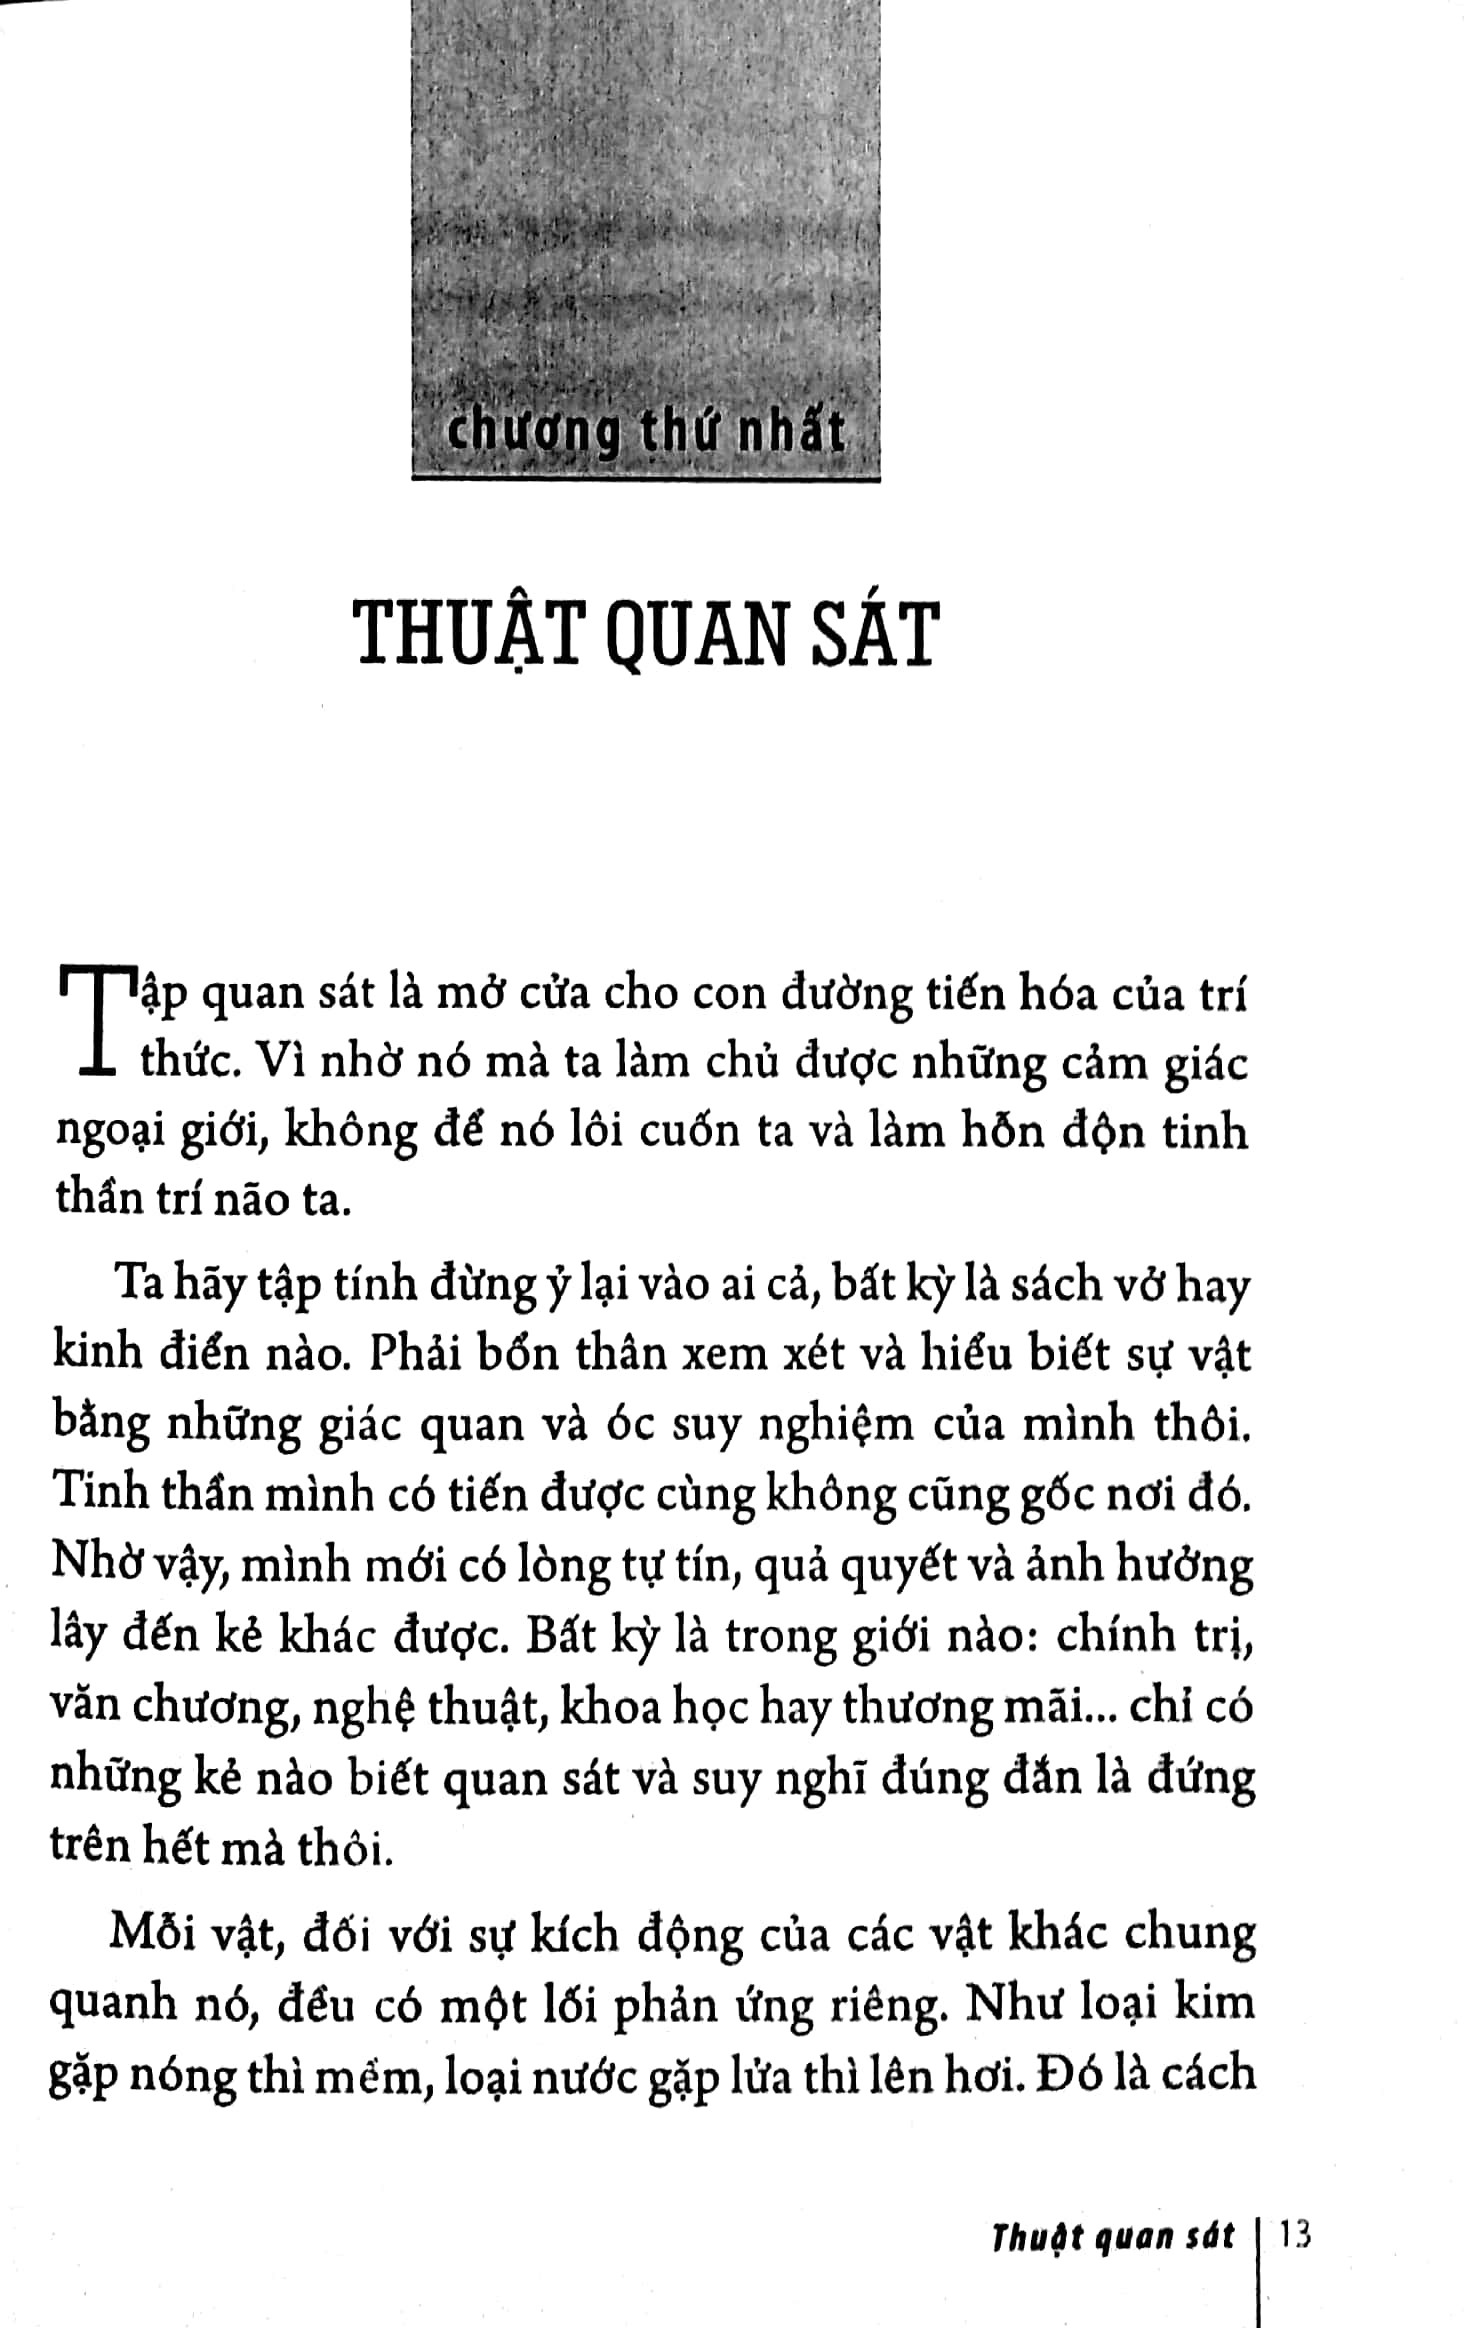 chương thứ nhất
THUẬT QUAN SÁT
Tập quan sát là mở cửa cho con đường tiến hóa của trí
thức. Vì nhờ nó mà ta làm chủ được những cảm giác
ngoại giới, không để nó lôi cuốn ta và làm hỗn độn tinh
thần trí não ta.
Ta hãy tập tính đừng ỷ lại vào ai cả, bất kỳ là sách vở hay
kinh điển nào. Phải bổn thân xem xét và hiểu biết sự vật
bằng những giác quan và óc suy nghiệm của mình thôi.
Tinh thần mình có tiến được cùng không cũng gốc nơi đó.
Nhờ vậy, mình mới có lòng tự tín, quả quyết và ảnh hưởng
lây đến kẻ khác được. Bất kỳ là trong giới nào: chính trị,
văn chương, nghệ thuật, khoa học hay thương mãi... chỉ có
những kẻ nào biết quan sát và suy nghĩ đúng đắn là đứng
trên hết mà thôi.
Mỗi vật, đối với sự kích động của các vật khác chung
quanh nó, đều có một lối phản ứng riêng. Như loại kim
gặp nóng thì mềm, loại nước gặp lửa thì lên hơi. Đó là cách
Thuật quan sát 13